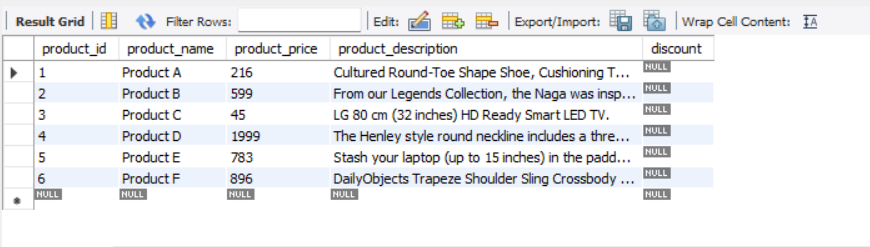 Result Grid Filter Rows: Edit: Export/Import: Wrap Cell Content: IA
product_id product_name product_price product_description discount
1 Product A 216 Cultured Round-Toe Shape Shoe, Cushioning T... NULL
2 Product B 599 From our Legends Collection, the Naga was insp... NULL
3 Product C 45 LG 80 cm (32 inches) HD Ready Smart LED TV. NULL
4 Product D 1999 The Henley style round neckline includes a thre... NULL
5 Product E 783 Stash your laptop (up to 15 inches) in the padd... NULL
6 Product F 896 DailyObjects Trapeze Shoulder Sling Crossbody ... NULL
NULL NULL NULL NULL NULL